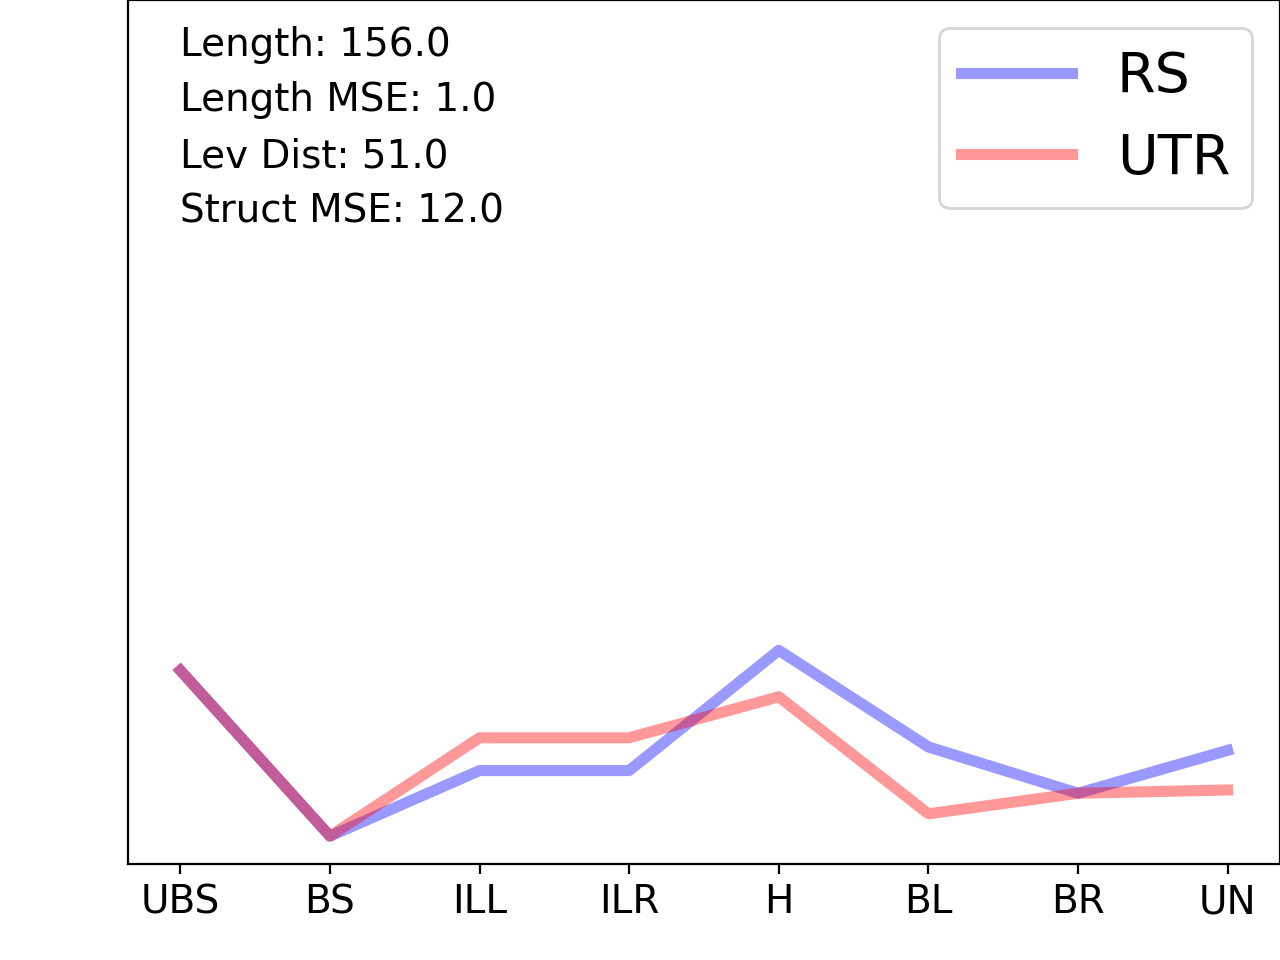 Length: 156.0
Length MSE: 1.0
Lev Dist: 51.0
Struct MSE: 12.0
RS
UTR
UBS BS ILL ILR H BL BR UN